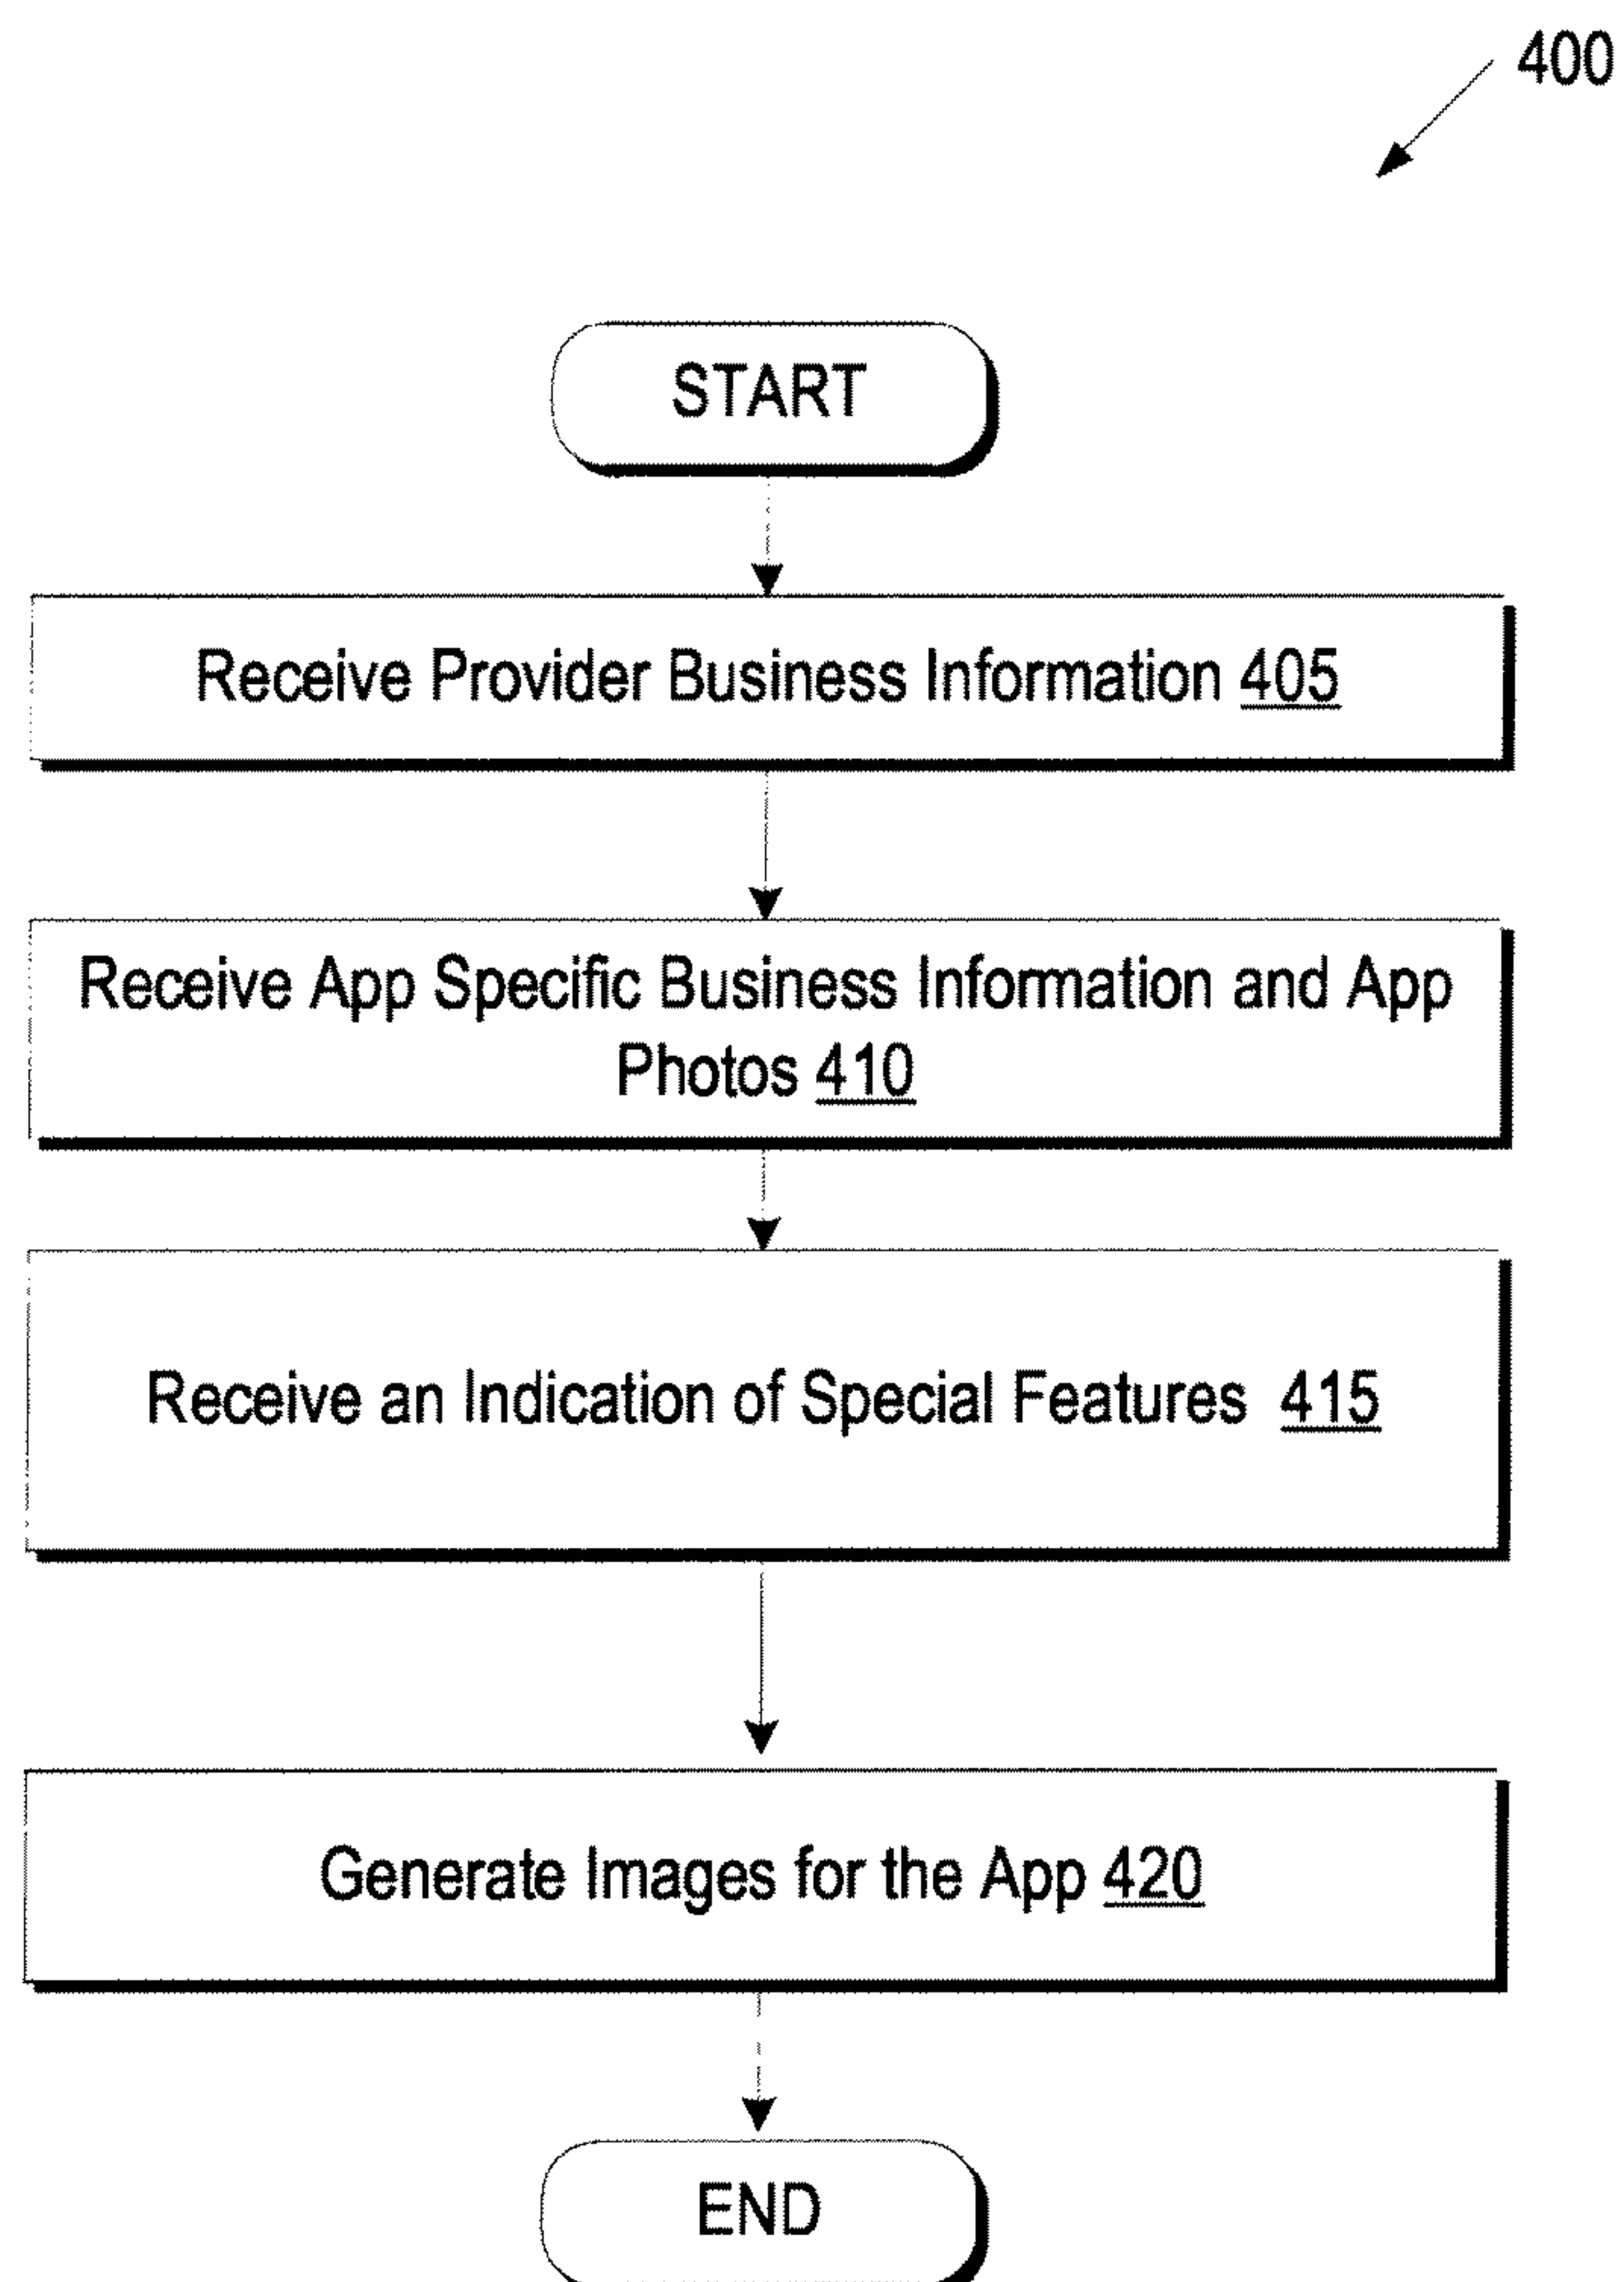 400
START
Receive Provider Business Information 405
Receive App Specific Business Information and App
Photos 410
Receive an Indication of Special Features 415
Generate Images for the App 420
END